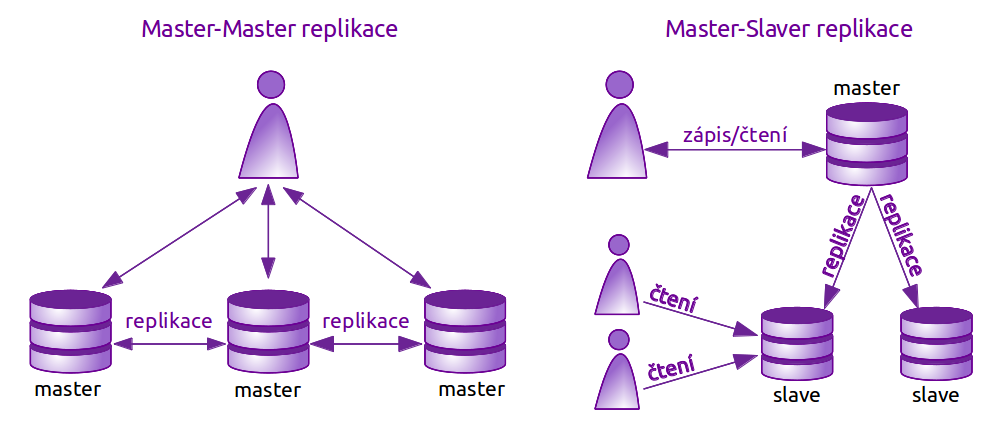 Master-Master replikace
replikace
replikace
master
master
master
Master-Slaver replikace
master
zápis/čtení
replikace
replikace
čtení
čtení
slave
slave